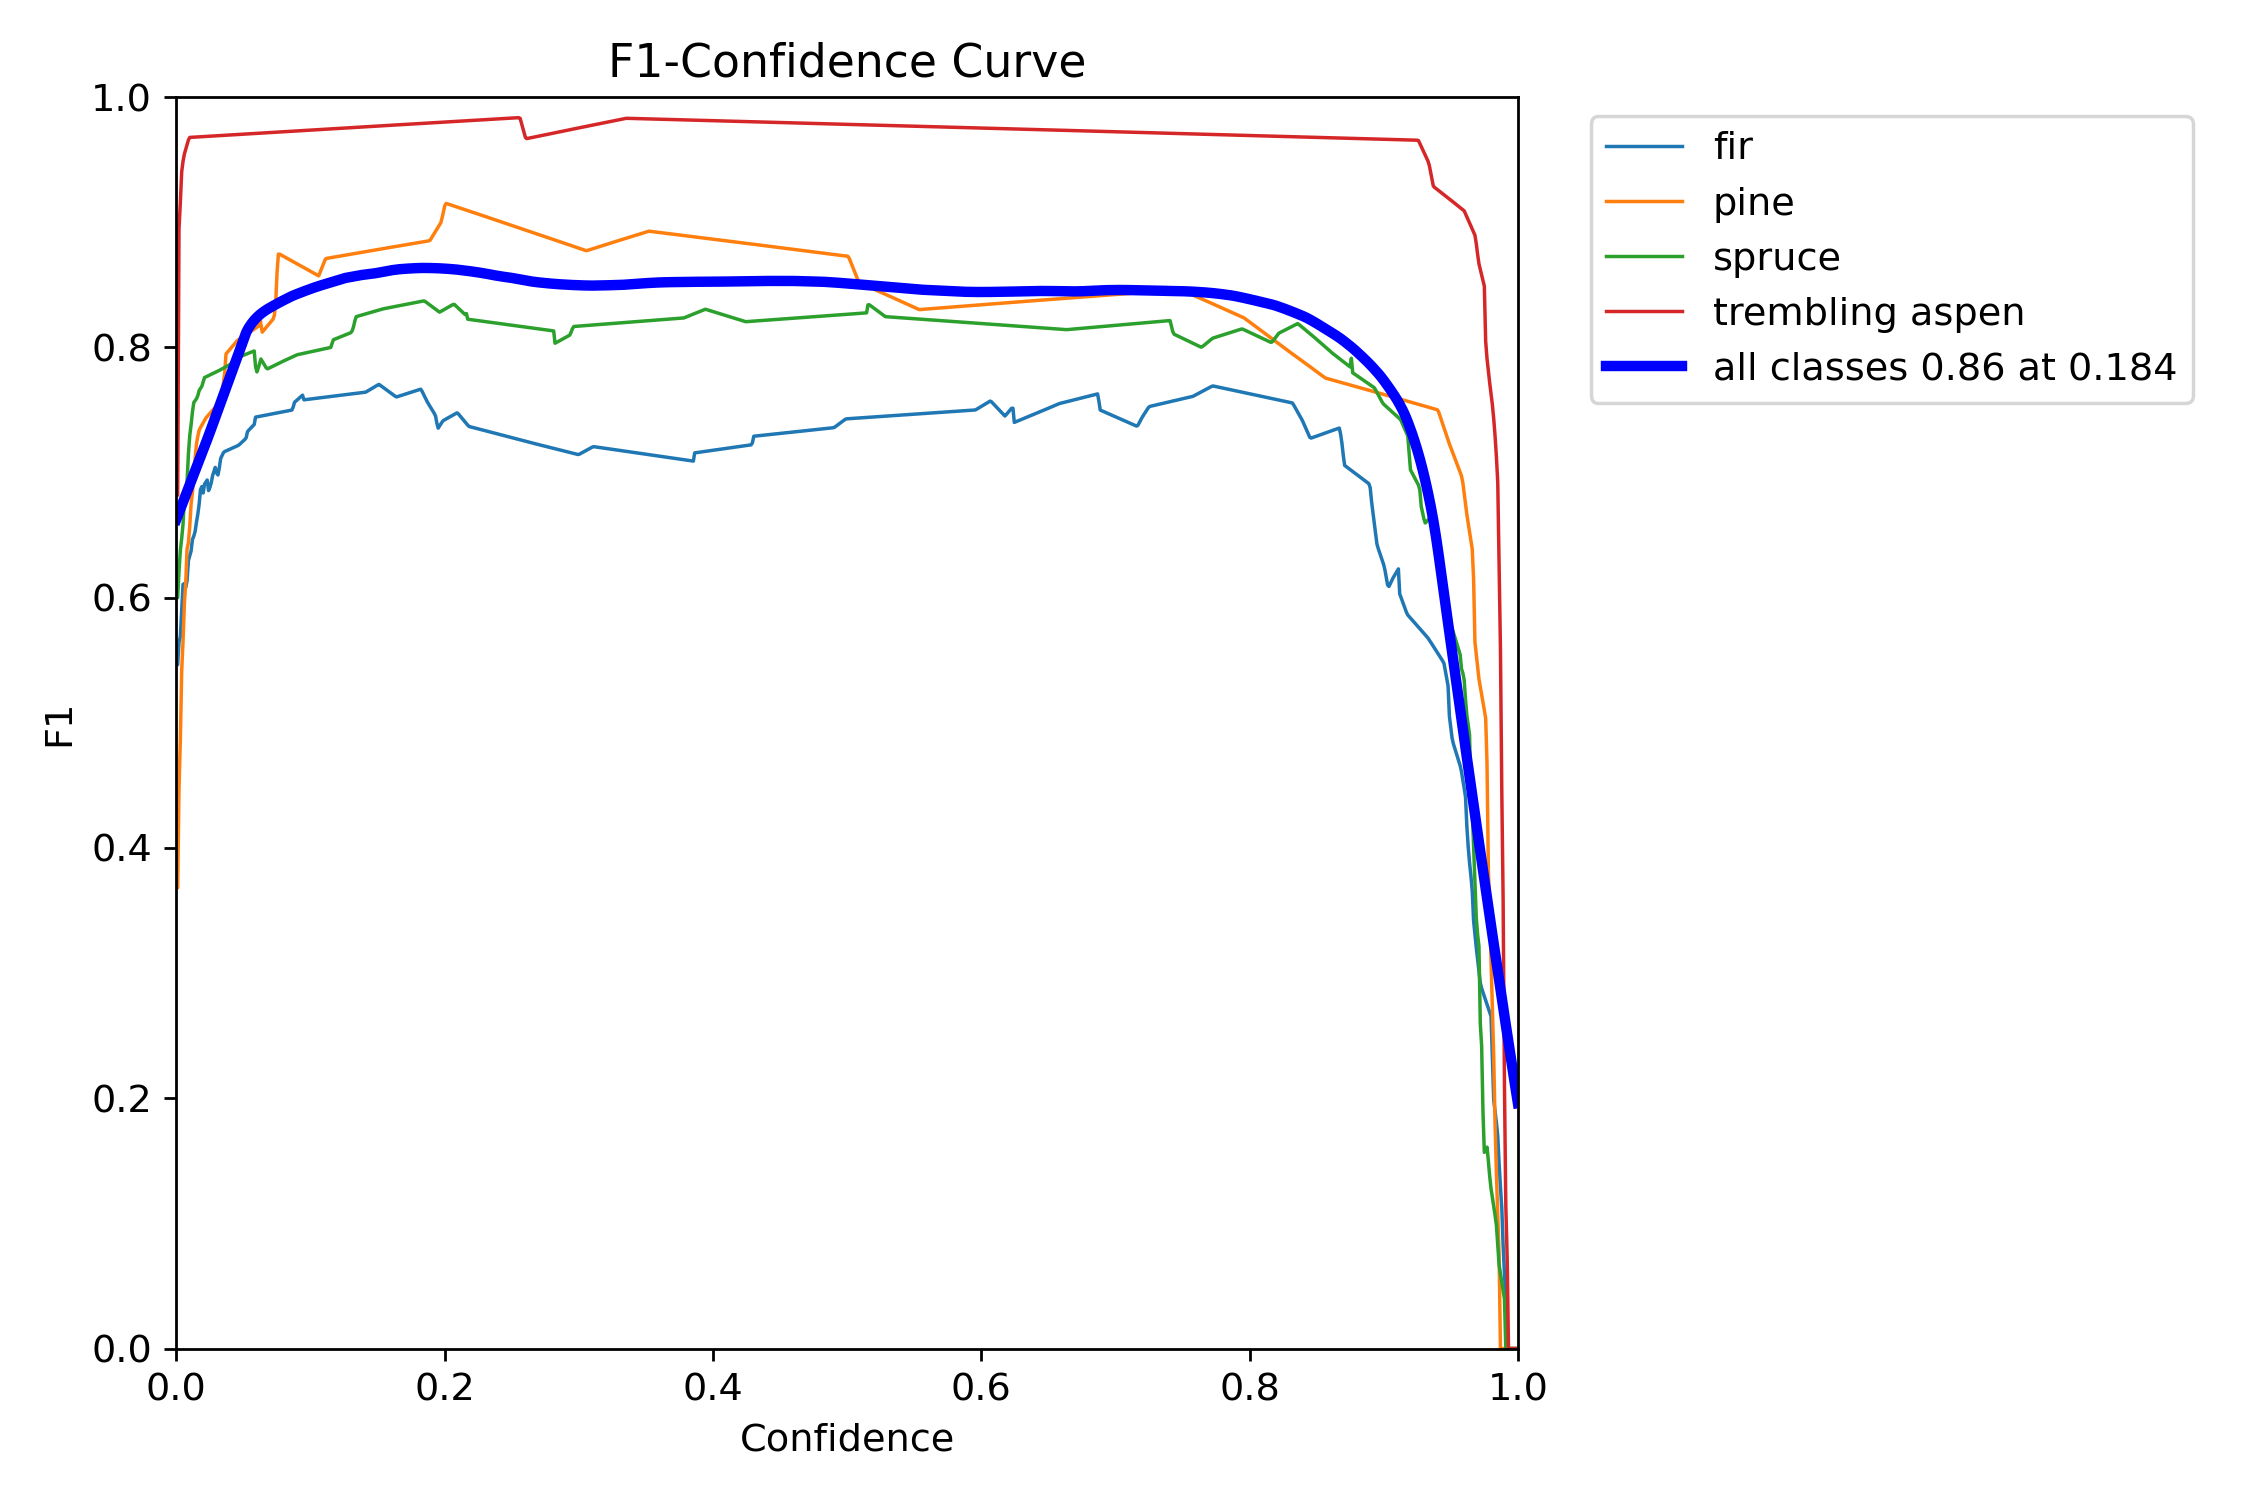 F1-Confidence Curve
1.0
0.8
0.6
0.4
0.2
0.0
F1
0.0 0.2 0.4 0.6 0.8 1.0
Confidence
fir
pine
spruce
trembling aspen
all classes 0.86 at 0.184